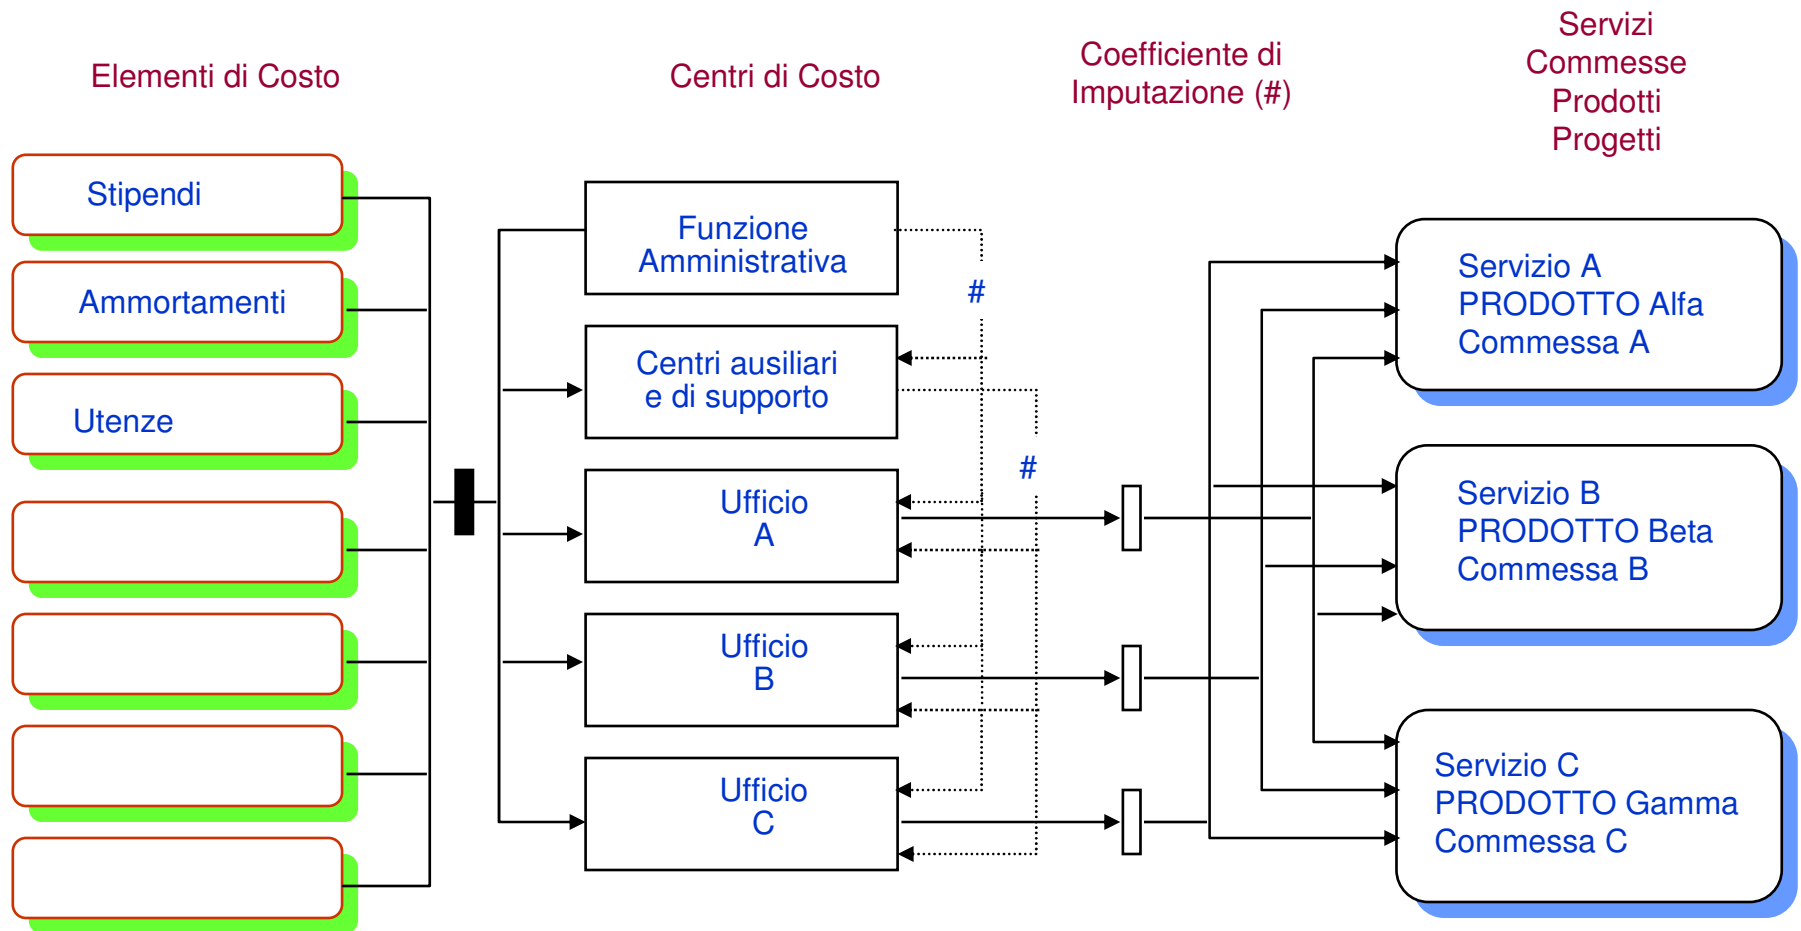 Elementi di Costo
Centri di Costo
Coefficiente di
Imputazione (#)
Servizi
Commesse
Prodotti
Progetti
Stipendi
Ammortamenti
Utenze
Funzione
Amministrativa
#
Centri ausiliari
e di supporto
#
Ufficio
A
Ufficio
B
Ufficio
C
Servizio A
PRODOTTO Alfa
Commessa A
Servizio B
PRODOTTO Beta
Commessa B
Servizio C
PRODOTTO Gamma
Commessa C